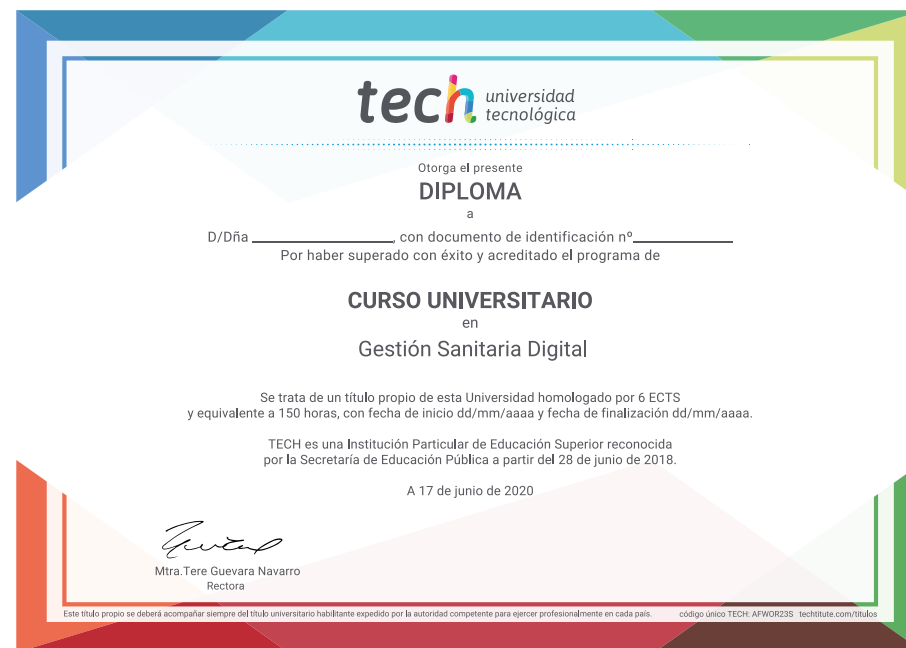 tech universidad
tecnológica
Otorga el presente
DIPLOMA
a
D/Dña ____________________, con documento de identificación nº______________
Por haber superado con éxito y acreditado el programa de
CURSO UNIVERSITARIO
en
Gestión Sanitaria Digital
Se trata de un título propio de esta Universidad homologado por 6 ECTS
y equivalente a 150 horas, con fecha de inicio dd/mm/aaaa y fecha de finalización dd/mm/aaaa.
TECH es una Institución Particular de Educación Superior reconocida
por la Secretaría de Educación Pública a partir del 28 de junio de 2018.
A 17 de junio de 2020
Mtra.Tere Guevara Navarro
Rectora
Este título propio se deberá acompañar siempre del título universitario habilitante expedido por la autoridad competente para ejercer profesionalmente en cada país. código único TECH: AFWOR23S techtitute.com/titulos